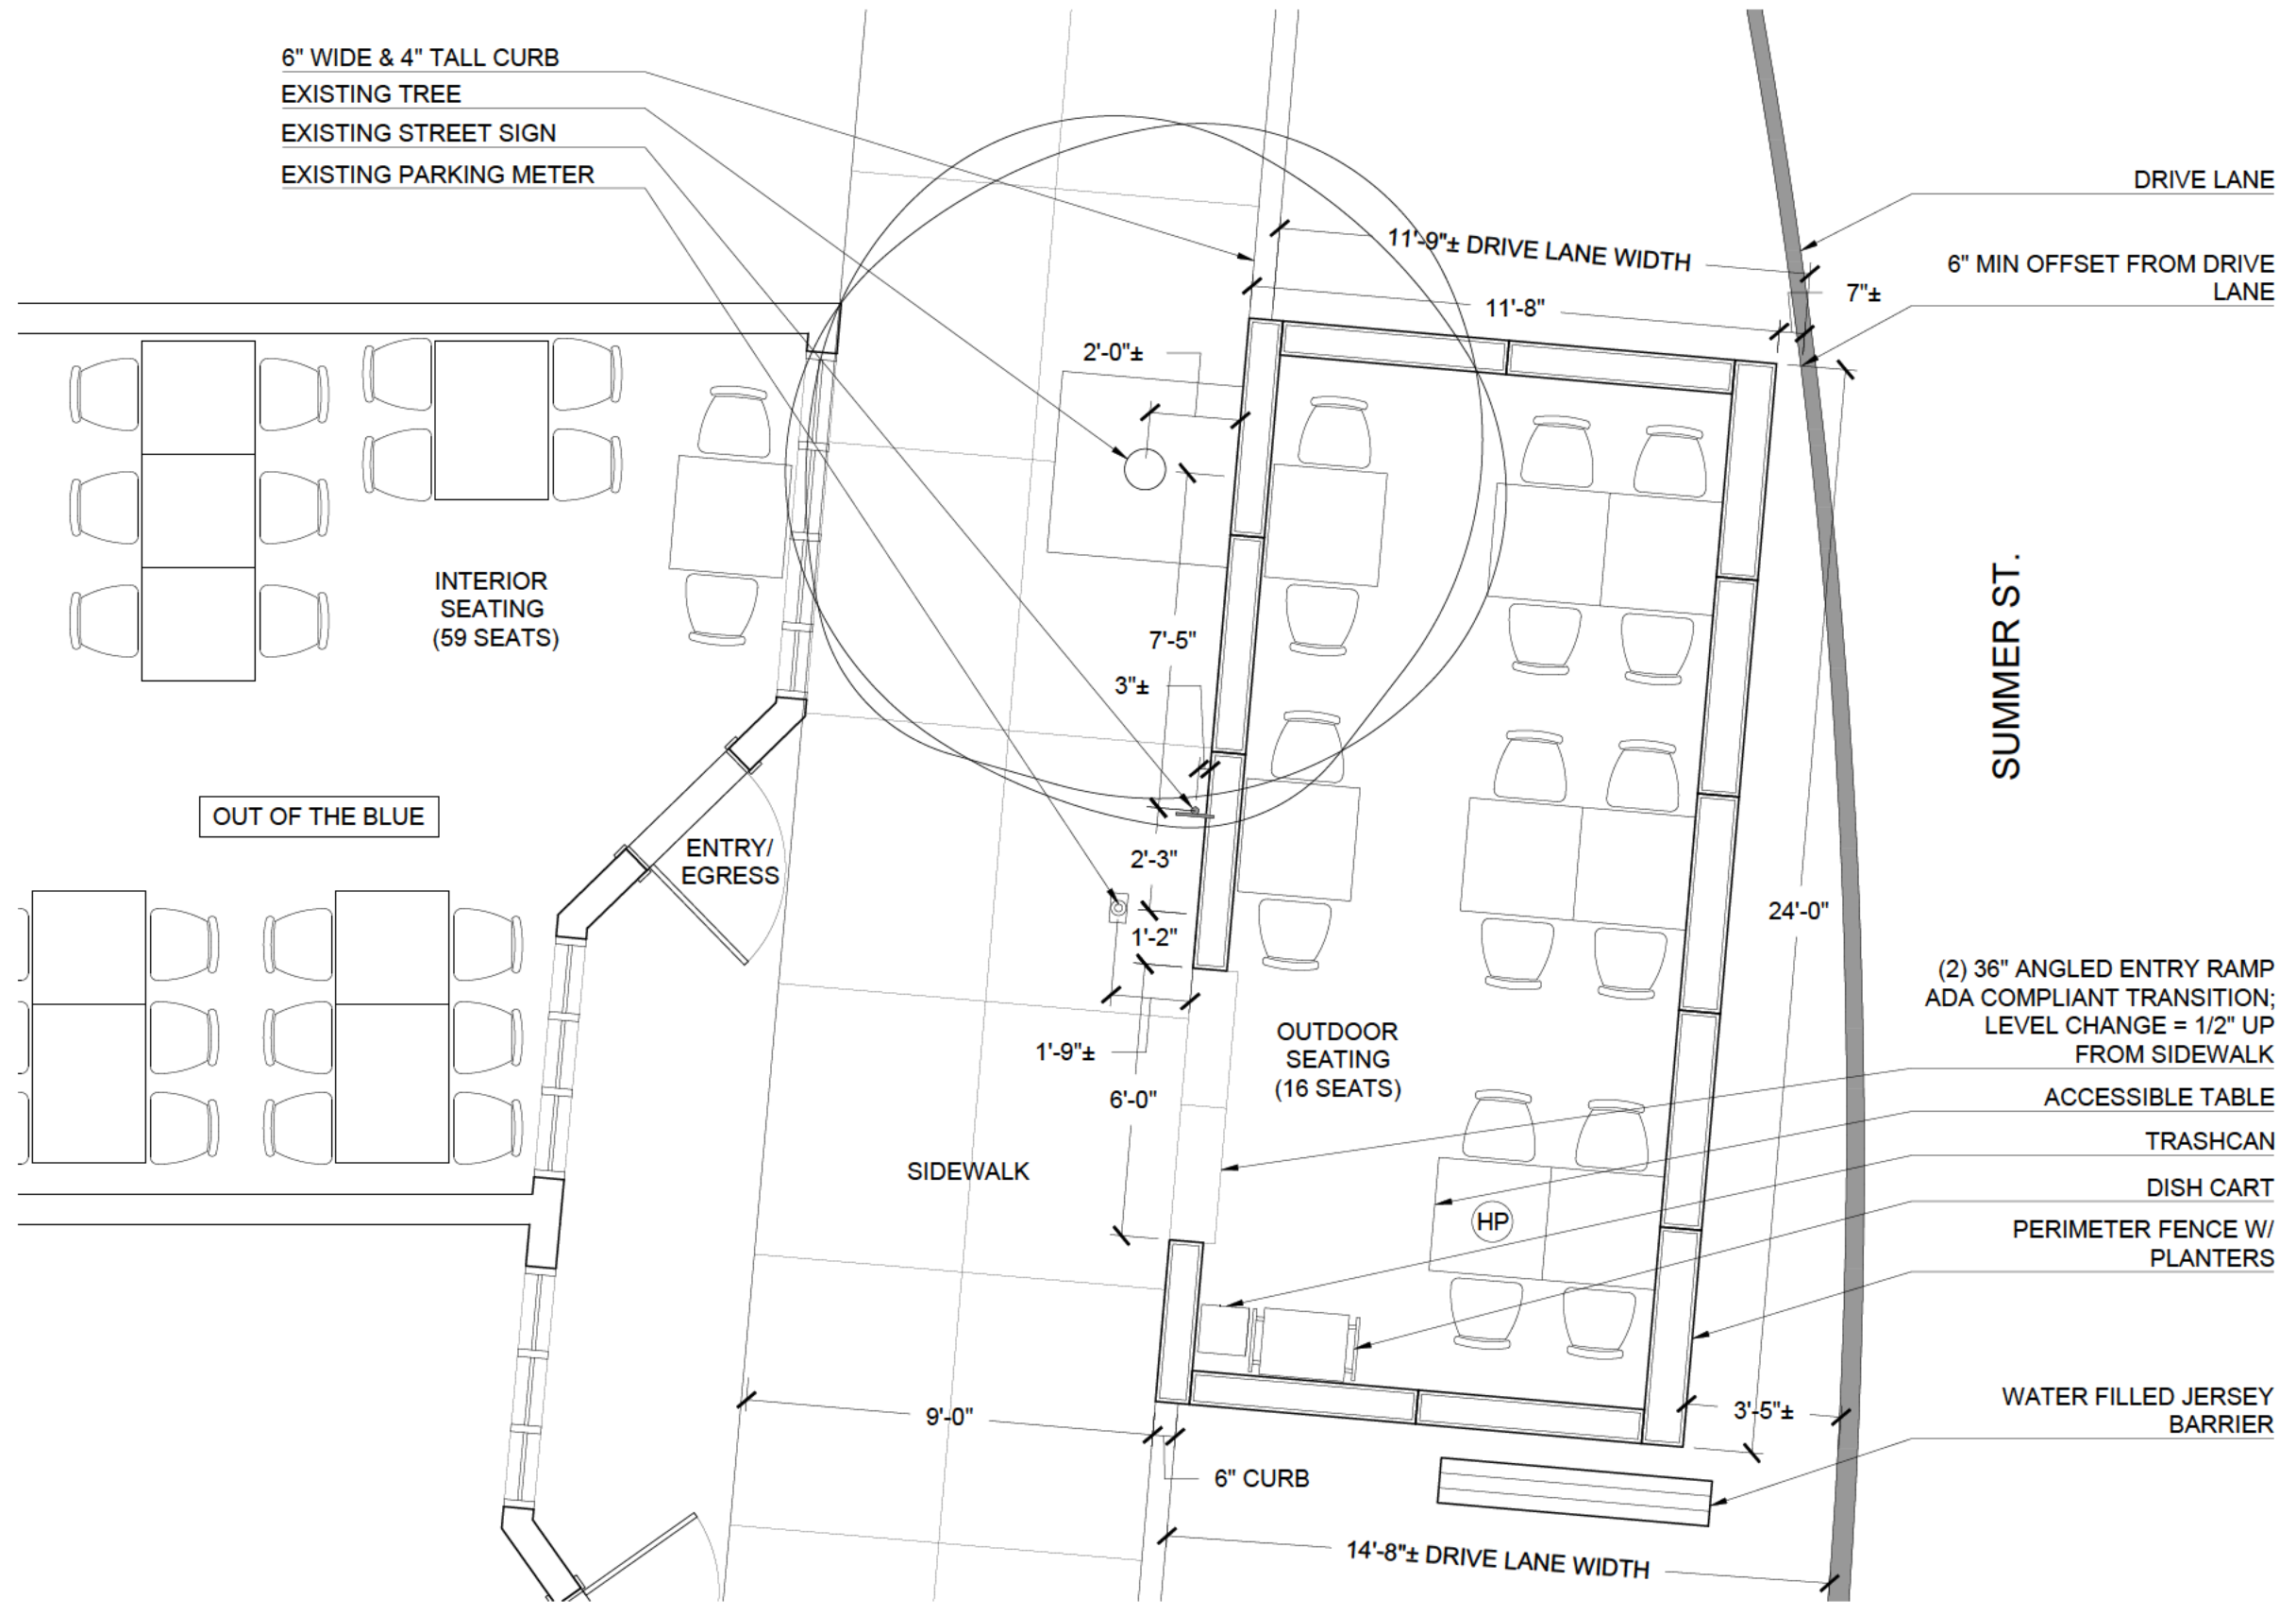 6" WIDE & 4" TALL CURB
EXISTING TREE
EXISTING STREET SIGN
EXISTING PARKING METER
DRIVE LANE
11'-9"± DRIVE LANE WIDTH
6" MIN OFFSET FROM DRIVE
LANE
7"±
11'-8"
2'-0"±
INTERIOR
SEATING
(59 SEATS)
7'-5"
3"±
SUMMER ST.
OUT OF THE BLUE
ENTRY/
EGRESS
2'-3"
24'-0"
1'-2"
(2) 36" ANGLED ENTRY RAMP
ADA COMPLIANT TRANSITION;
LEVEL CHANGE = 1/2" UP
FROM SIDEWALK
OUTDOOR
SEATING
(16 SEATS)
1'-9"±
6'-0"
ACCESSIBLE TABLE
TRASHCAN
SIDEWALK
DISH CART
HP
PERIMETER FENCE W/
PLANTERS
WATER FILLED JERSEY
BARRIER
9'-0"
3'-5"±
6" CURB
14'-8"± DRIVE LANE WIDTH